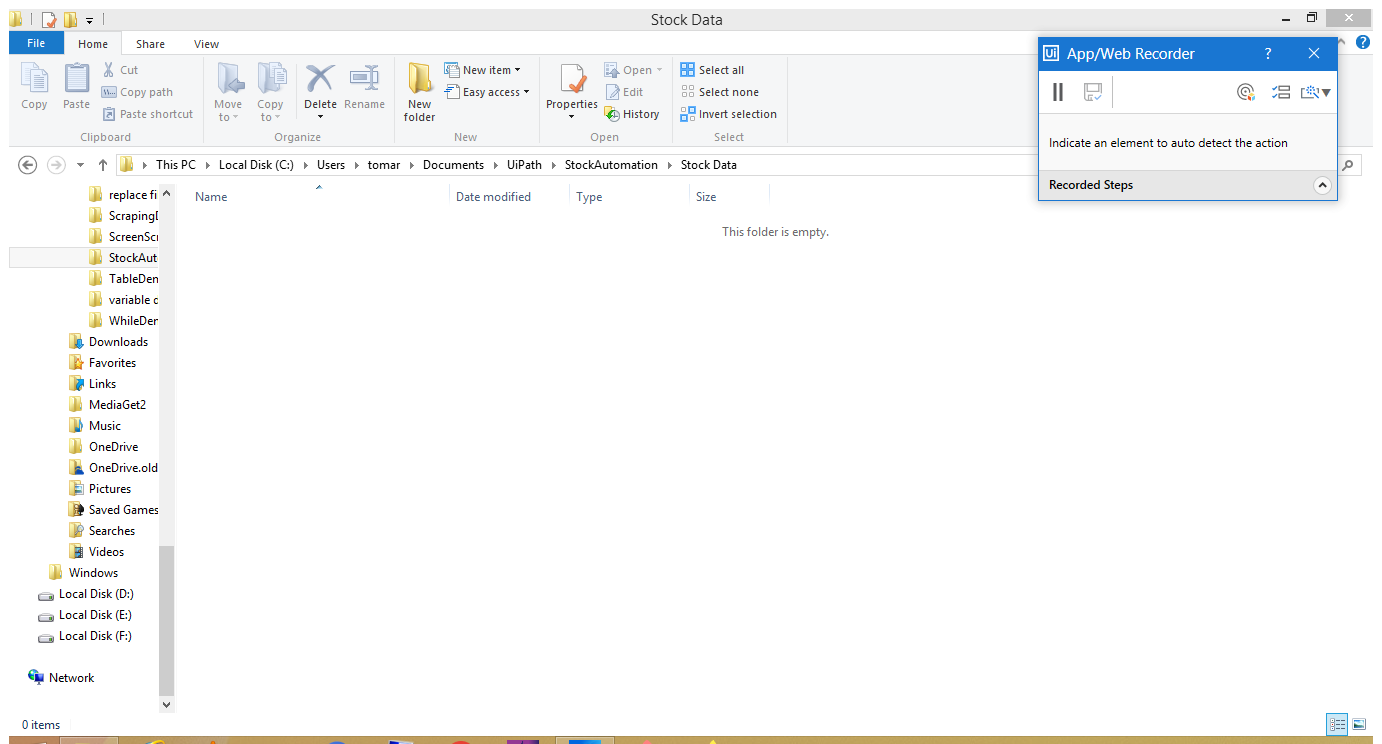 Stock Data
File Home Share View
Ui App/Web Recorder ?
Cut
Copy path
Paste shortcut
Copy Paste
Clipboard
Move to
Copy to
Delete Rename
Organize
New folder
New item
Easy access
New
Properties
Open
Edit
History
Open
Select all
Select none
Invert selection
Select
Indicate an element to auto detect the action
Recorded Steps
This PC Local Disk (C:) Users tomar Documents UiPath StockAutomation Stock Data
Name Date modified Type Size
This folder is empty.
replace fi
Scraping
ScreenScr
StockAut
TableDen
variable
WhileDer
Downloads
Favorites
Links
MediaGet2
Music
OneDrive
OneDrive.old
Pictures
Saved Games
Searches
Videos
Windows
Local Disk (D:)
Local Disk (E:)
Local Disk (F:)
Network
0 items